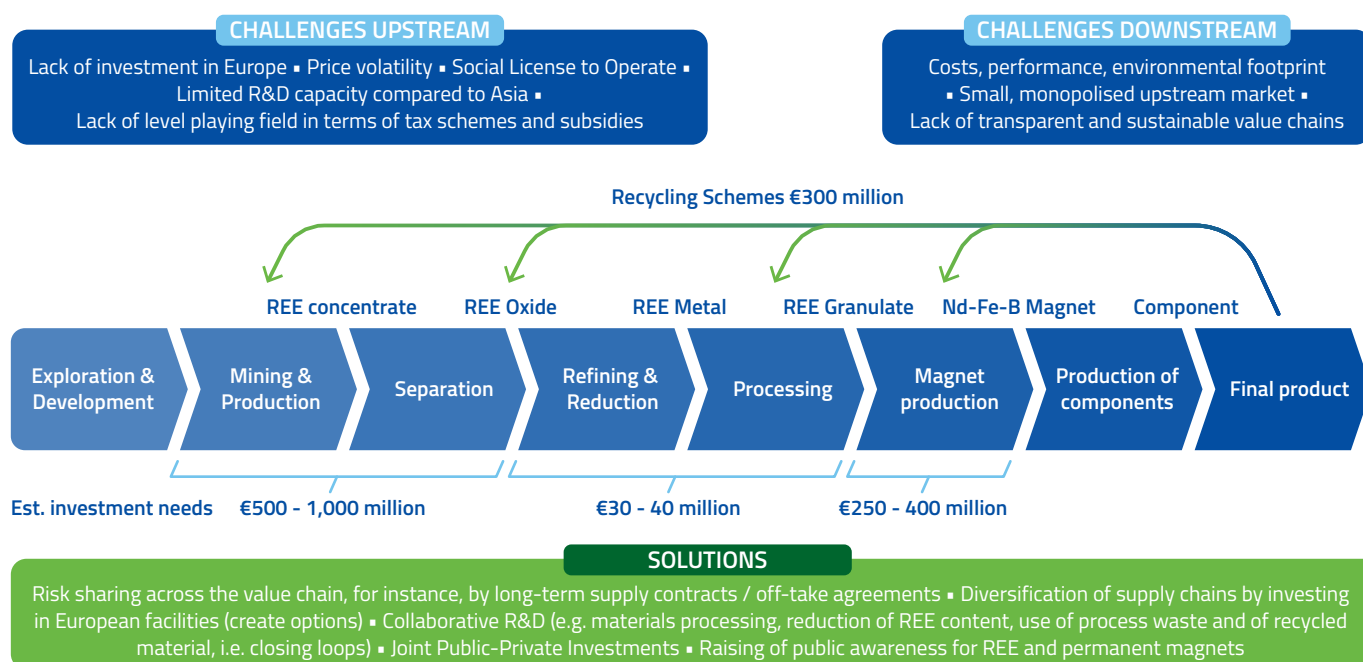 CHALLENGES UPSTREAM
Lack of investment in Europe ▪ Price volatility ▪ Social License to Operate ▪
Limited R&D capacity compared to Asia ▪
Lack of level playing field in terms of tax schemes and subsidies
CHALLENGES DOWNSTREAM
Costs, performance, environmental footprint
▪ Small, monopolised upstream market ▪
Lack of transparent and sustainable value chains
Recycling Schemes €300 million
REE concentrate
REE Oxide
REE Metal
REE Granulate
Nd-Fe-B Magnet
Component
Exploration &
Development
Mining &
Production
Separation
Refining &
Reduction
Processing
Magnet
production
Production of
components
Final product
Est. investment needs
€500 - 1,000 million
€30 - 40 million
€250 - 400 million
SOLUTIONS
Risk sharing across the value chain, for instance, by long-term supply contracts / off-take agreements ▪ Diversification of supply chains by investing
in European facilities (create options) ▪ Collaborative R&D (e.g. materials processing, reduction of REE content, use of process waste and of recycled
material, i.e. closing loops) ▪ Joint Public-Private Investments ▪ Raising of public awareness for REE and permanent magnets